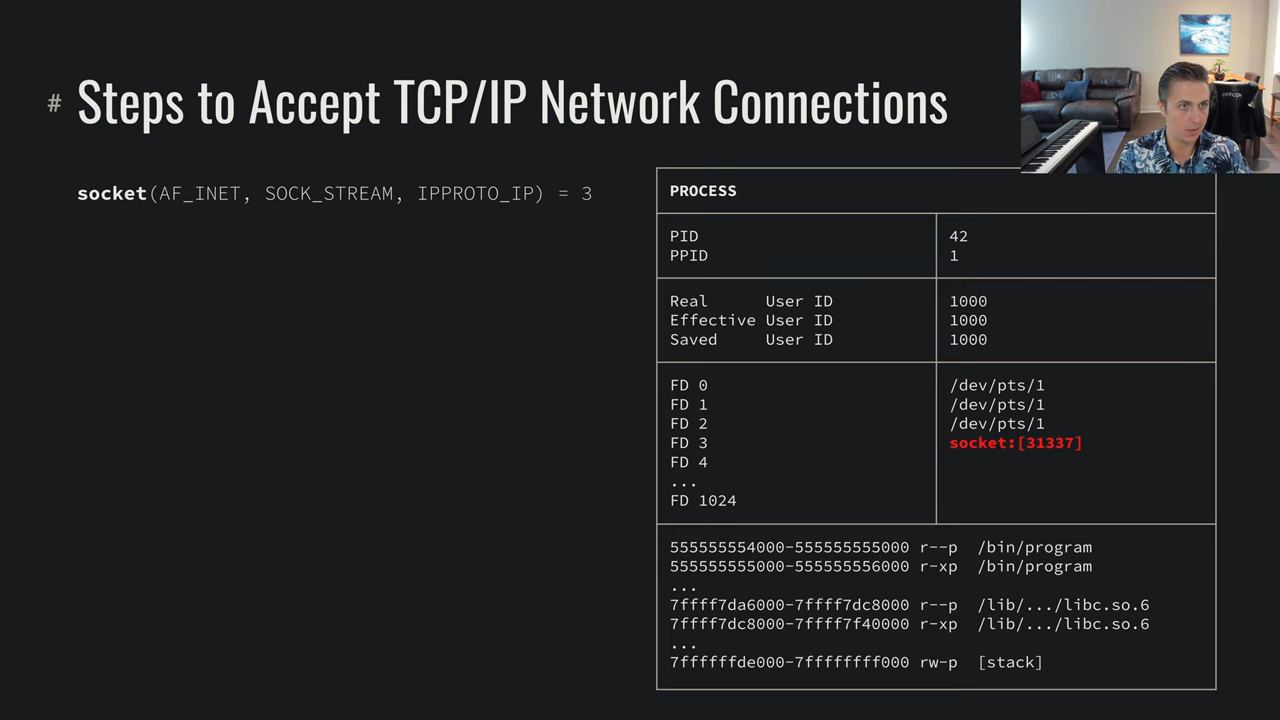 # Steps to Accept TCP/IP Network Connections
socket(AF_INET, SOCK_STREAM, IPPROTO_IP) = 3
PROCESS
PID 42
PPID 1
Real User ID 1000
Effective User ID 1000
Saved User ID 1000
FD 0 /dev/pts/1
FD 1 /dev/pts/1
FD 2 /dev/pts/1
FD 3 socket:[31337]
FD 4
...
FD 1024
555555554000-555555555000 r--p /bin/program
555555555000-555555556000 r-xp /bin/program
...
7ffff7da6000-7ffff7dc8000 r--p /lib/.../libc.so.6
7ffff7dc8000-7ffff7f40000 r-xp /lib/.../libc.so.6
...
7ffffffde000-7ffffffff000 rw-p [stack]